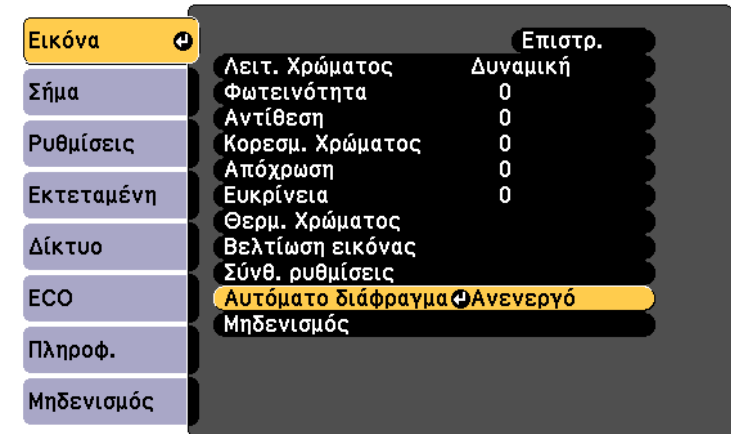 Εικόνα
Σήμα
Ρυθμίσεις
Εκτεταμένη
Δίκτυο
ECO
Πληροφ.
Μηδενισμός
Επιστρ.
Λειτ. Χρώματος Δυναμική
Φωτεινότητα 0
Αντίθεση 0
Κορεσμ. Χρώματος 0
Απόχρωση 0
Ευκρίνεια 0
Θερμ. Χρώματος
Βελτίωση εικόνας
Σύνθ. ρυθμίσεις
Αυτόματο διάφραγμα Ανενεργό
Μηδενισμός